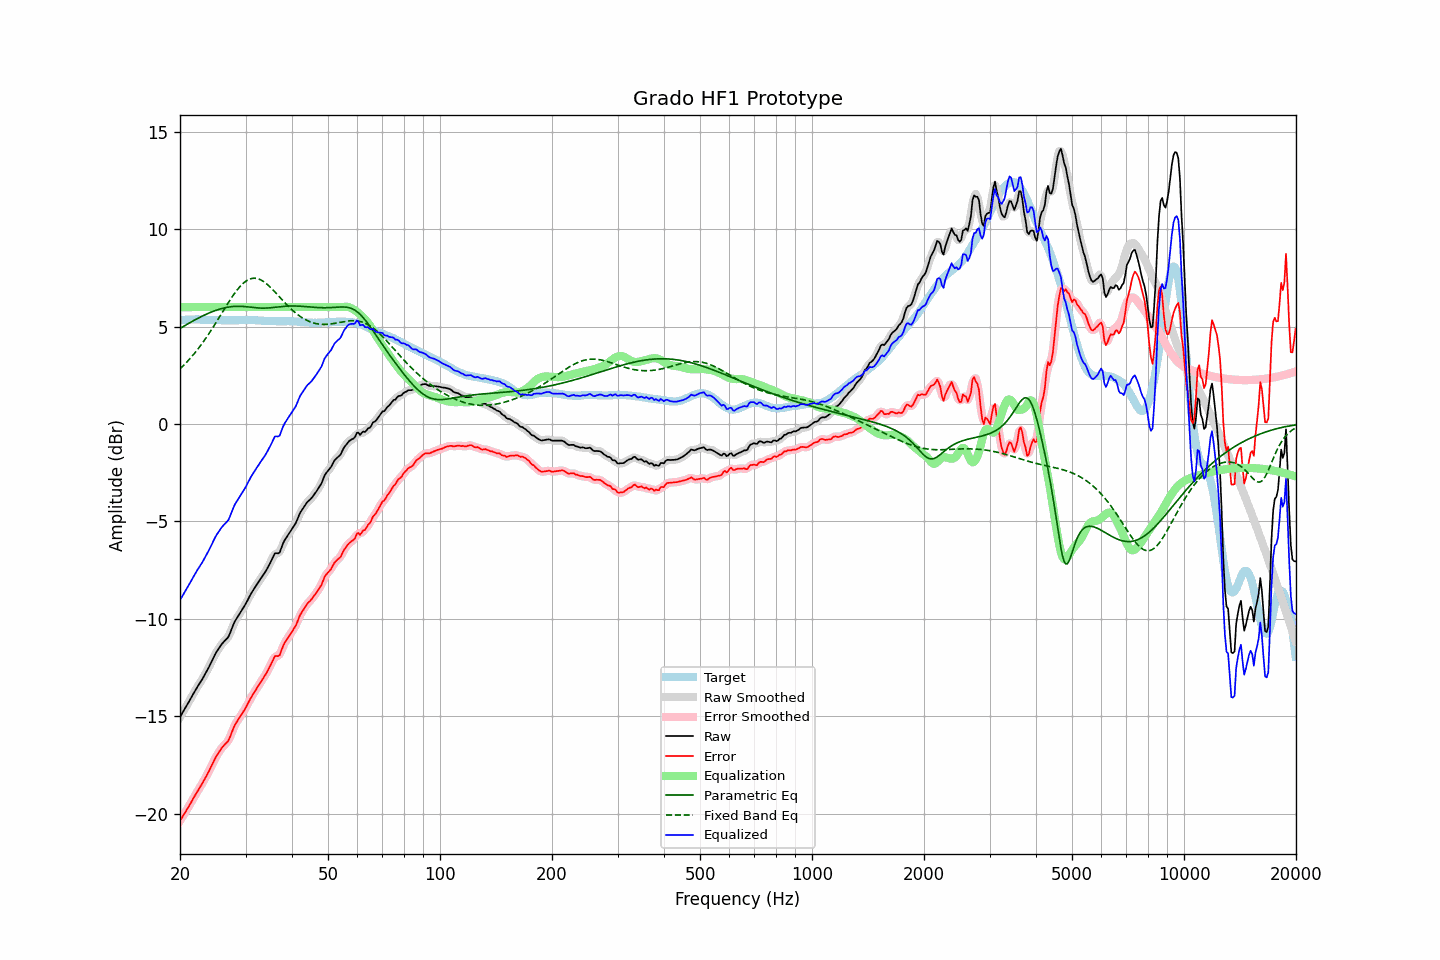 Grado HF1 Prototype
Amplitude (dBr)
15
10
5
0
−5
−10
−15
−20
Target
Raw Smoothed
Error Smoothed
Raw
Error
Equalization
Parametric Eq
Fixed Band Eq
Equalized
20
50
100
200
500
1000
2000
5000
10000
20000
Frequency (Hz)